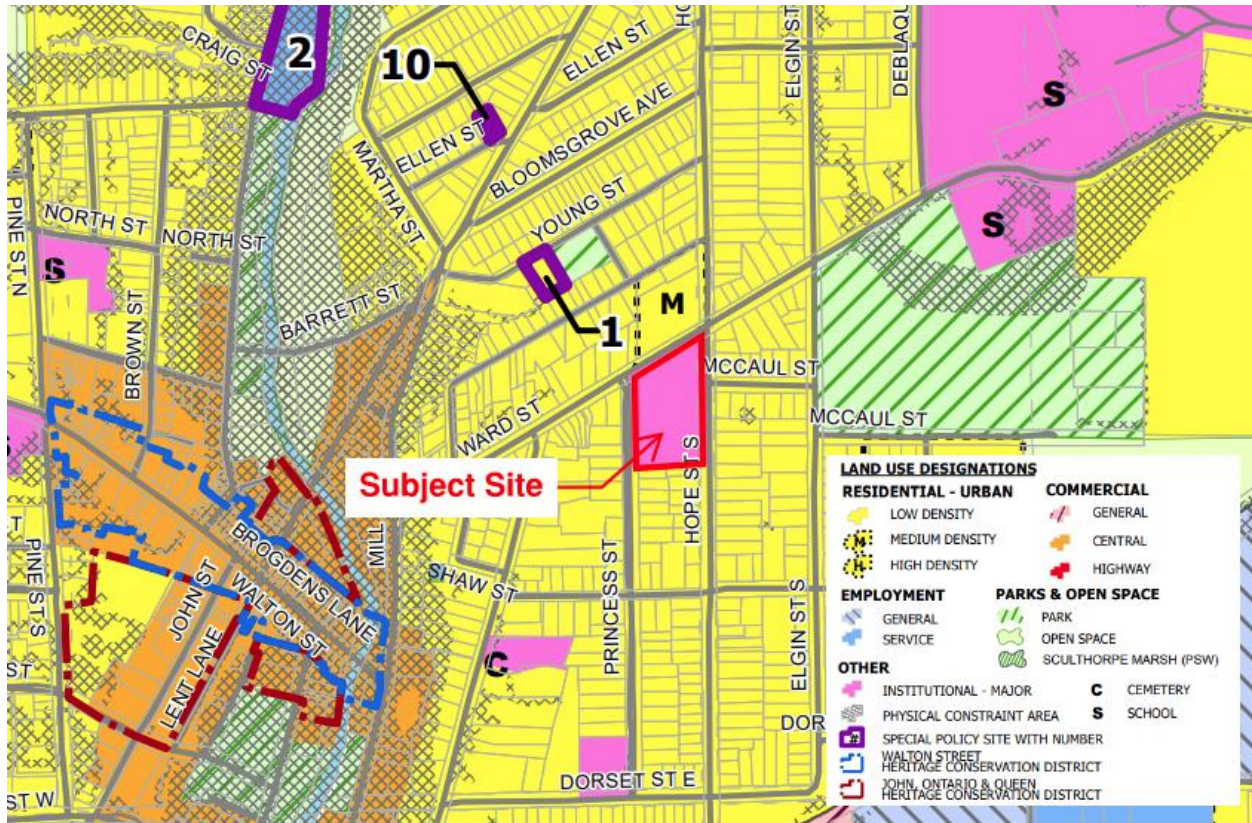 CRAIG ST
2
10
ELLEN ST
HO
ELGIN ST
DEBLAQU
S
ELLEN ST
BLOOMSGROVE AVE
MARTHA ST
YOUNG ST
S
PINE ST N
NORTH ST
NORTH ST
S
BROWN ST
BARRETT ST
M
1
MCCAUL ST
MCCAUL ST
WARD ST
Subject Site
HOPE ST S
PRINCESS ST
ELGIN ST S
MILL
BROGDENS LANE
WALTON ST
JOHN ST
LENT LANE
PINE ST S
ST
ST
SHAW ST
C
DOR
DORSET ST E
ST W
LAND USE DESIGNATIONS
RESIDENTIAL - URBAN
LOW DENSITY
M MEDIUM DENSITY
H HIGH DENSITY
COMMERCIAL
GENERAL
CENTRAL
HIGHWAY
EMPLOYMENT
GENERAL
SERVICE
PARKS & OPEN SPACE
PARK
OPEN SPACE
SCULTHORPE MARSH (PSW)
OTHER
INSTITUTIONAL - MAJOR
PHYSICAL CONSTRAINT AREA
# SPECIAL POLICY SITE WITH NUMBER
WALTON STREET
HERITAGE CONSERVATION DISTRICT
JOHN, ONTARIO & QUEEN
HERITAGE CONSERVATION DISTRICT
C CEMETERY
S SCHOOL